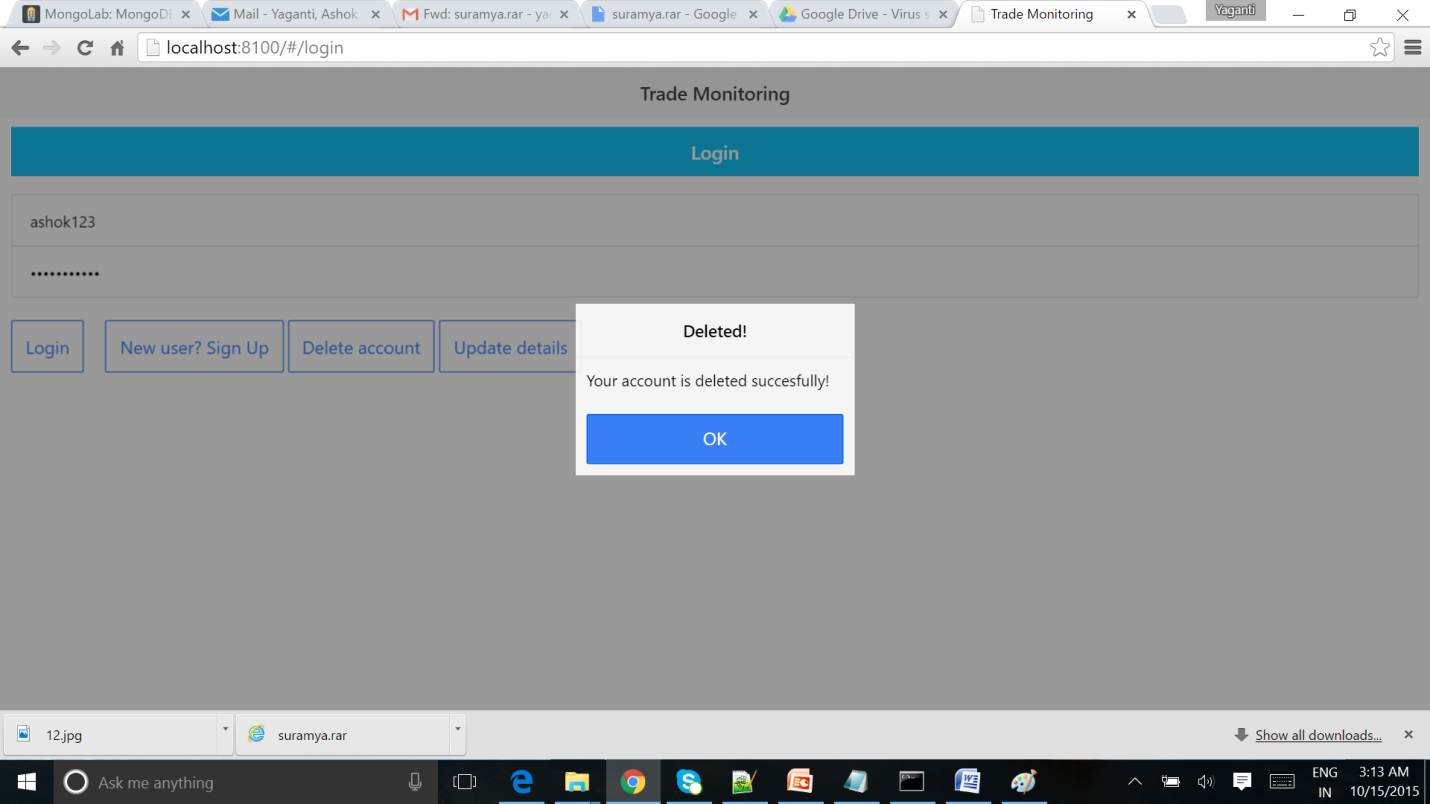 MongoLab: MongoDB
Mail - Yaganti, Ashok
Fwd: suramya.rar - ya
suramya.rar - Google
Google Drive - Virus s
Trade Monitoring
Yaganti
localhost:8100/#/login
Trade Monitoring
Login
ashok123
•••••••••••
Login
New user? Sign Up
Delete account
Update details
Deleted!
Your account is deleted succesfully!
OK
12.jpg
suramya.rar
Show all downloads...
Ask me anything
ENG
IN
3:13 AM
10/15/2015